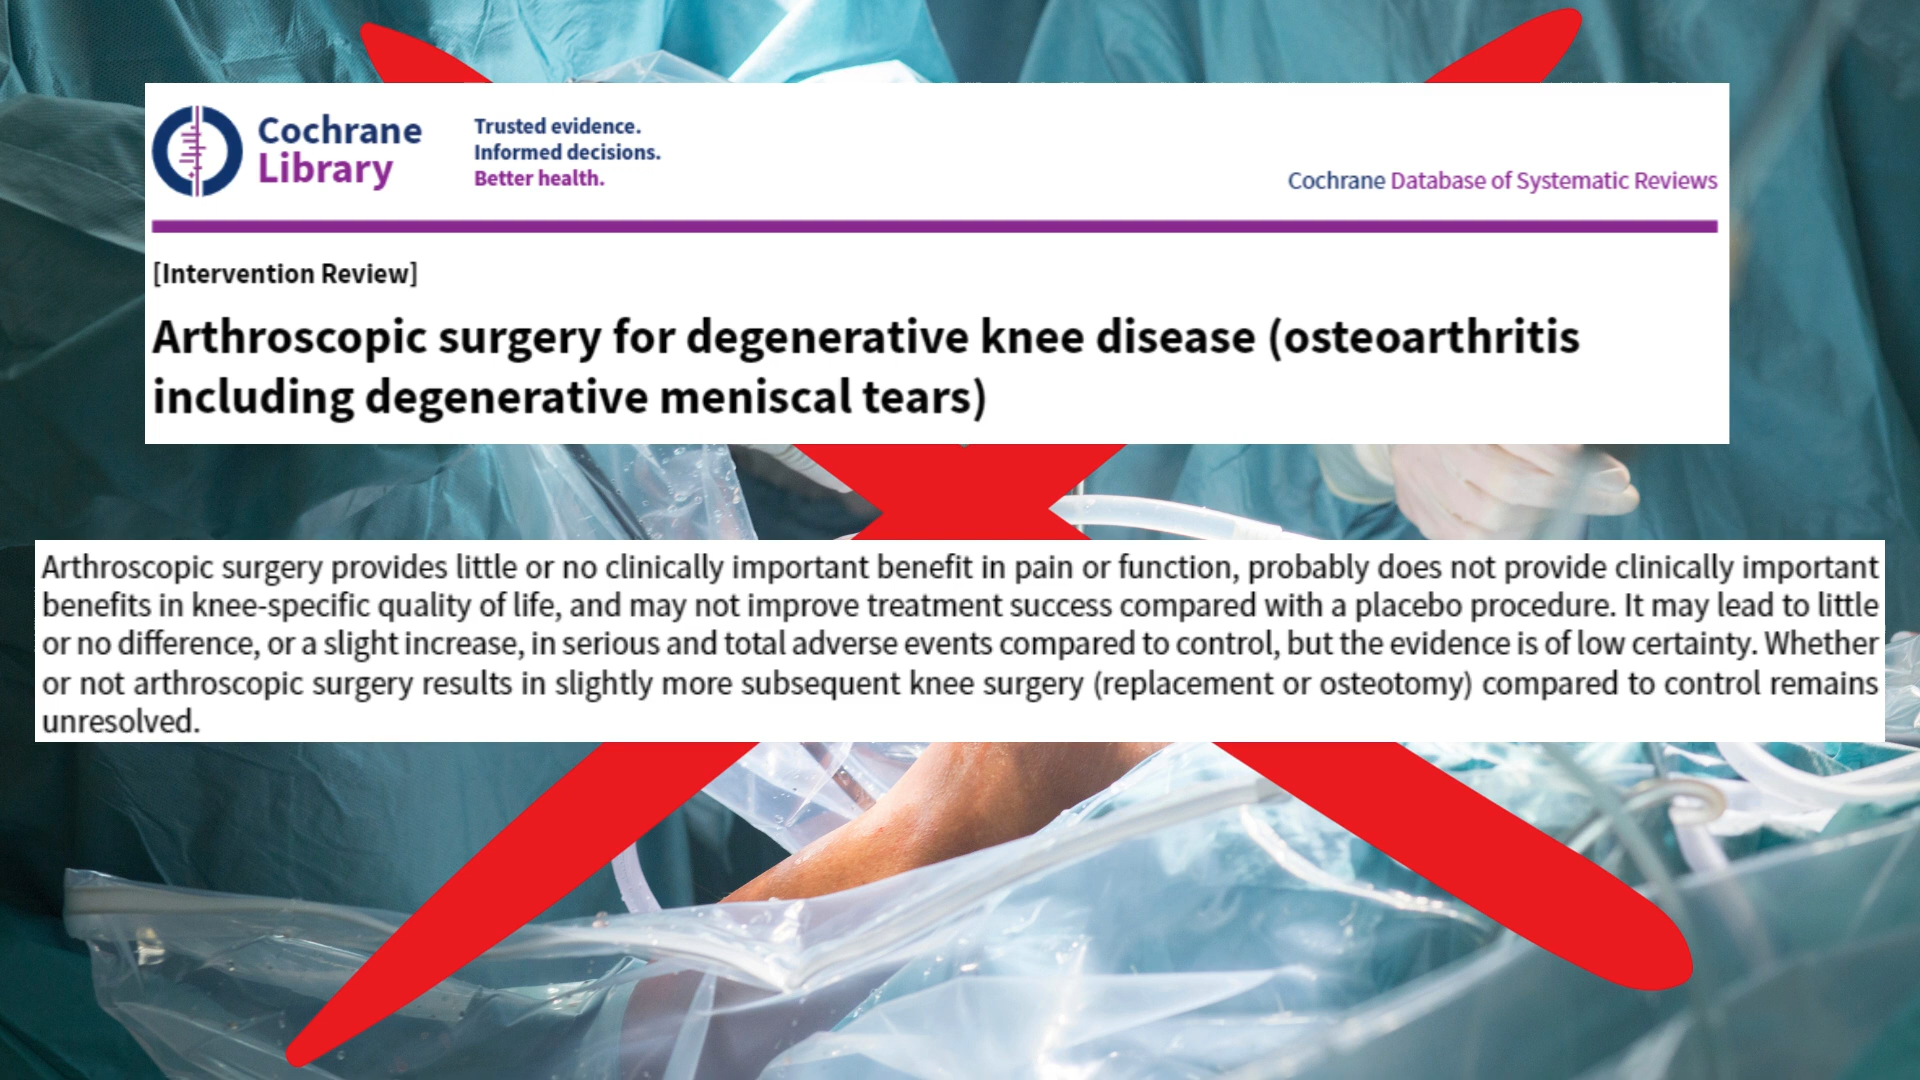 Cochrane
Library
Trusted evidence.
Informed decisions.
Better health.
Cochrane Database of Systematic Reviews
[Intervention Review]
Arthroscopic surgery for degenerative knee disease (osteoarthritis
including degenerative meniscal tears)
Arthroscopic surgery provides little or no clinically important benefit in pain or function, probably does not provide clinically important
benefits in knee-specific quality of life, and may not improve treatment success compared with a placebo procedure. It may lead to little
or no difference, or a slight increase, in serious and total adverse events compared to control, but the evidence is of low certainty. Whether
or not arthroscopic surgery results in slightly more subsequent knee surgery (replacement or osteotomy) compared to control remains
unresolved.